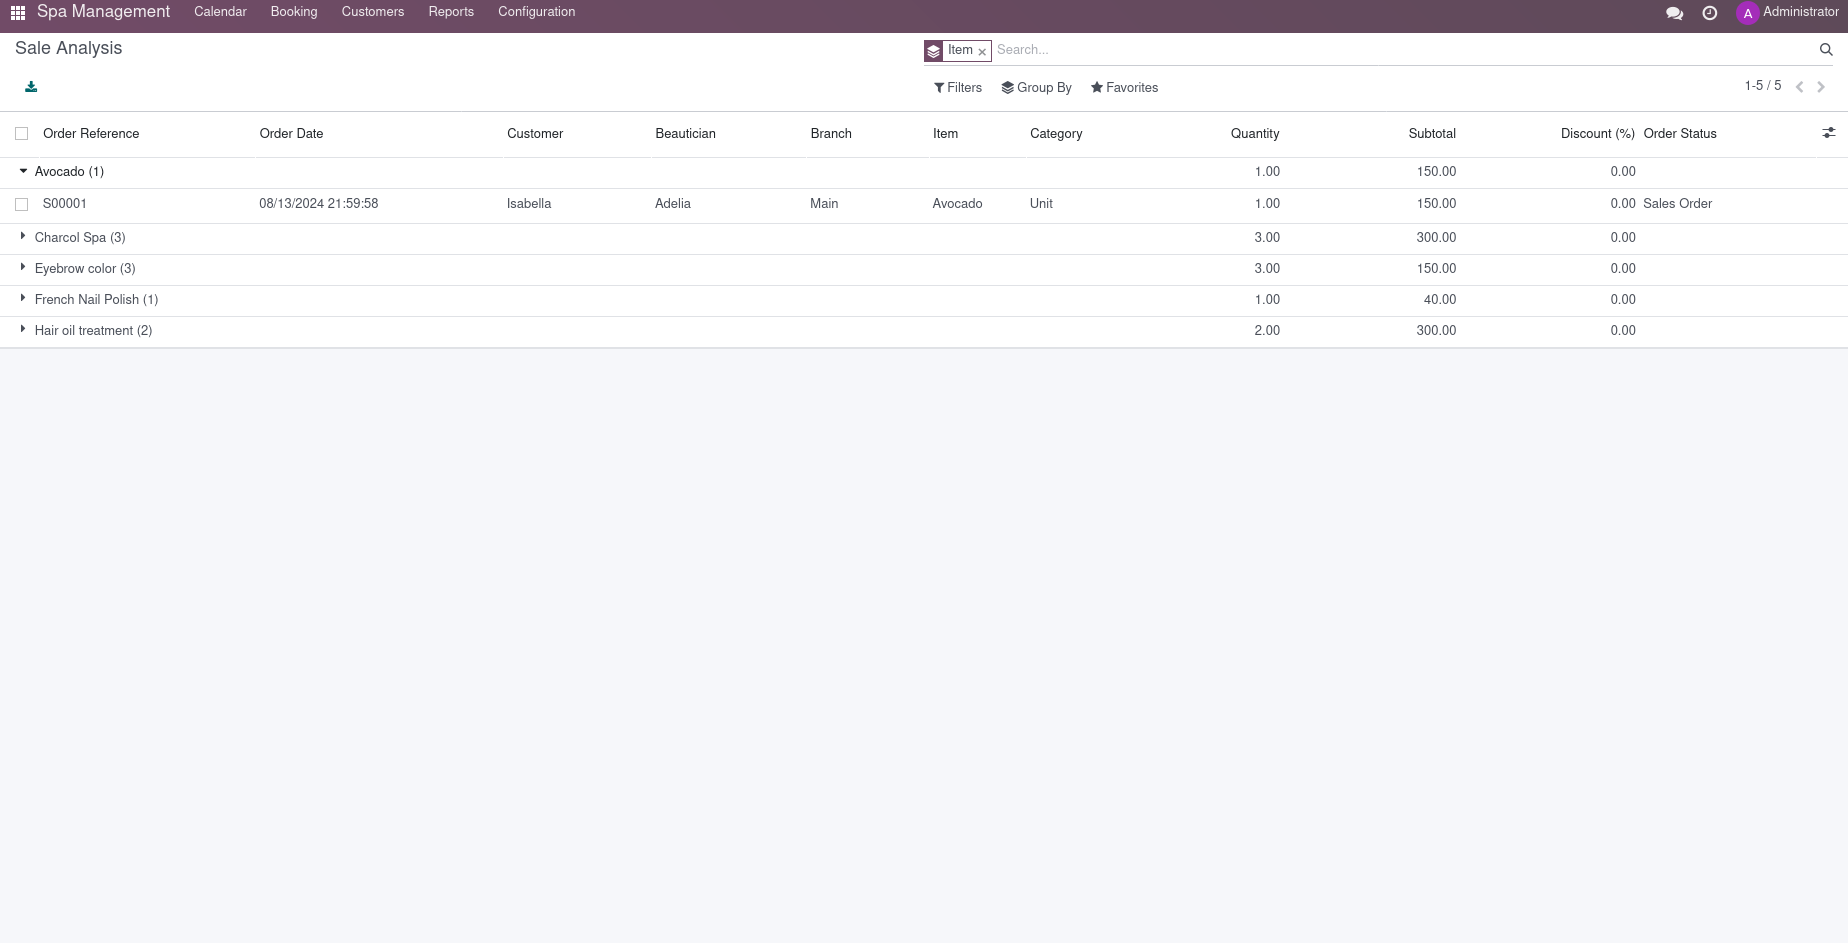 Spa Management Calendar Booking Customers Reports Configuration A Administrator
Sale Analysis Item × Search...
Filters Group By Favorites 1-5 / 5
Order Reference Order Date Customer Beautician Branch Item Category Quantity Subtotal Discount (%) Order Status
Avocado (1) 1.00 150.00 0.00
S00001 08/13/2024 21:59:58 Isabella Adelia Main Avocado Unit 1.00 150.00 0.00 Sales Order
Charcol Spa (3) 3.00 300.00 0.00
Eyebrow color (3) 3.00 150.00 0.00
French Nail Polish (1) 1.00 40.00 0.00
Hair oil treatment (2) 2.00 300.00 0.00